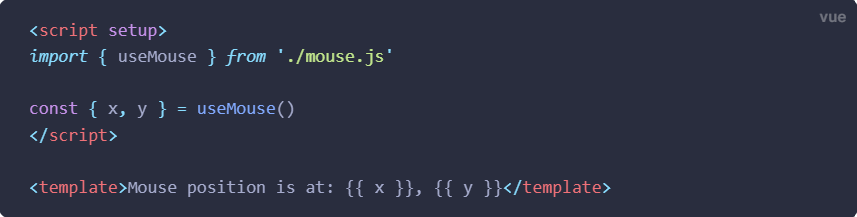 vue
<script setup>
import { useMouse } from './mouse.js'
const { x, y } = useMouse()
</script>
<template>Mouse position is at: {{ x }}, {{ y }}</template>